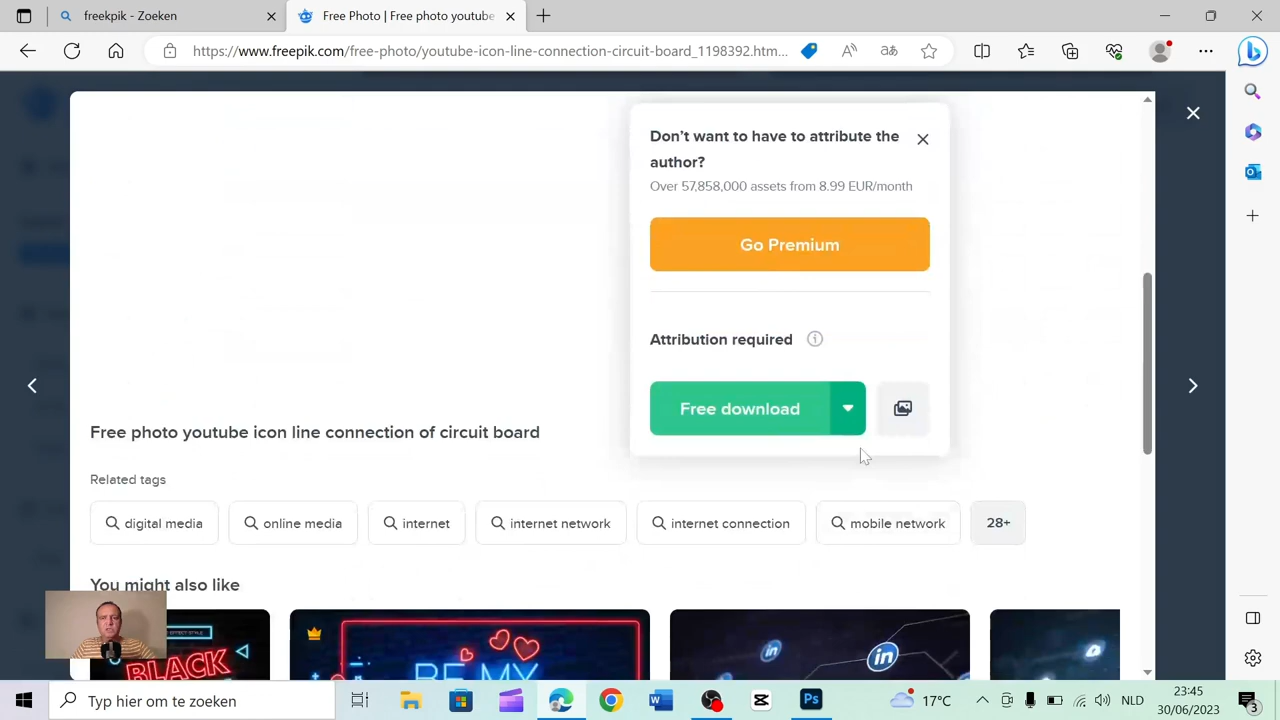 freekpik - Zoeken
Free Photo | Free photo youtube
https://www.freepik.com/free-photo/youtube-icon-line-connection-circuit-board_1198392.htm...
Don't want to have to attribute the
author?
Over 57,858,000 assets from 8.99 EUR/month
Go Premium
Attribution required
Free download
Free photo youtube icon line connection of circuit board
Related tags
digital media
online media
internet
internet network
internet connection
mobile network
28+
You might also like
EFFECT STYLE
BLACK
BE MY
in
in
Typ hier om te zoeken
W
Ps
17°C
NLD
23:45
30/06/2023
3